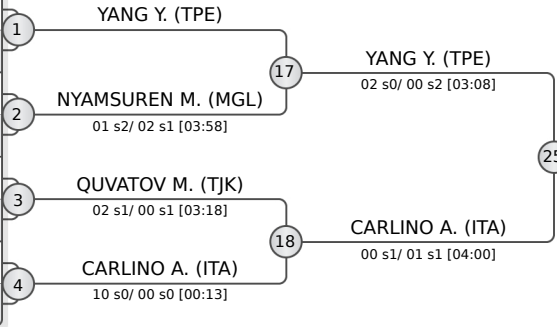 1
YANG Y. (TPE)
17
YANG Y. (TPE)
02 s0/ 00 s2 [03:08]
2
NYAMSUREN M. (MGL)
01 s2/ 02 s1 [03:58]
25
3
QUVATOV M. (TJK)
02 s1/ 00 s1 [03:18]
18
CARLINO A. (ITA)
00 s1/ 01 s1 [04:00]
4
CARLINO A. (ITA)
10 s0/ 00 s0 [00:13]